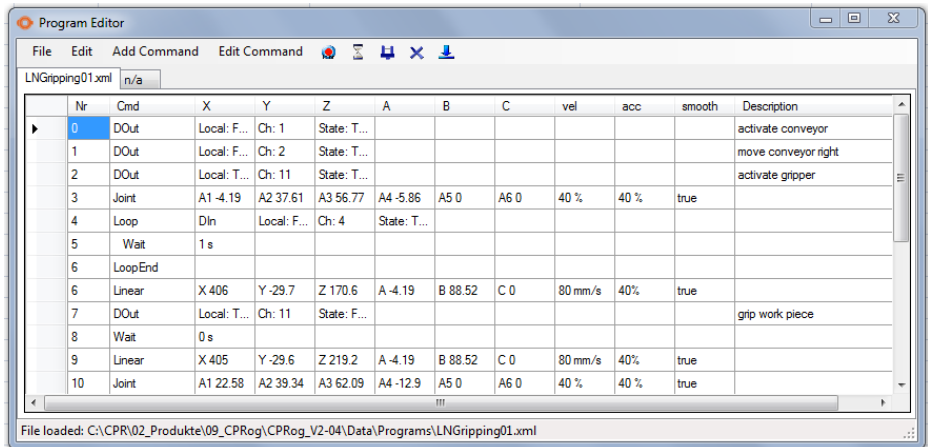 Program Editor
File Edit Add Command Edit Command
LNGripping01.xml n/a
Nr Cmd X Y Z A B C vel acc smooth Description
0 DOut Local: F... Ch: 1 State: T... activate conveyor
1 DOut Local: F... Ch: 2 State: T... move conveyor right
2 DOut Local: T... Ch: 11 State: T... activate gripper
3 Joint A1 -4.19 A2 37.61 A3 56.77 A4 -5.86 A5 0 A6 0 40 % 40 % true
4 Loop DIn Local: F... Ch: 4 State: T...
5 Wait 1 s
6 LoopEnd
6 Linear X 406 Y -29.7 Z 170.6 A -4.19 B 88.52 C 0 80 mm/s 40% true
7 DOut Local: T... Ch: 11 State: F... grip work piece
8 Wait 0 s
9 Linear X 405 Y -29.6 Z 219.2 A -4.19 B 88.52 C 0 80 mm/s 40% true
10 Joint A1 22.58 A2 39.34 A3 62.09 A4 -12.9 A5 0 A6 0 40 % 40 % true
File loaded: C:\CPR\02_Produkte\09_CPRog\CPRog_V2-04\Data\Programs\LNGripping01.xml